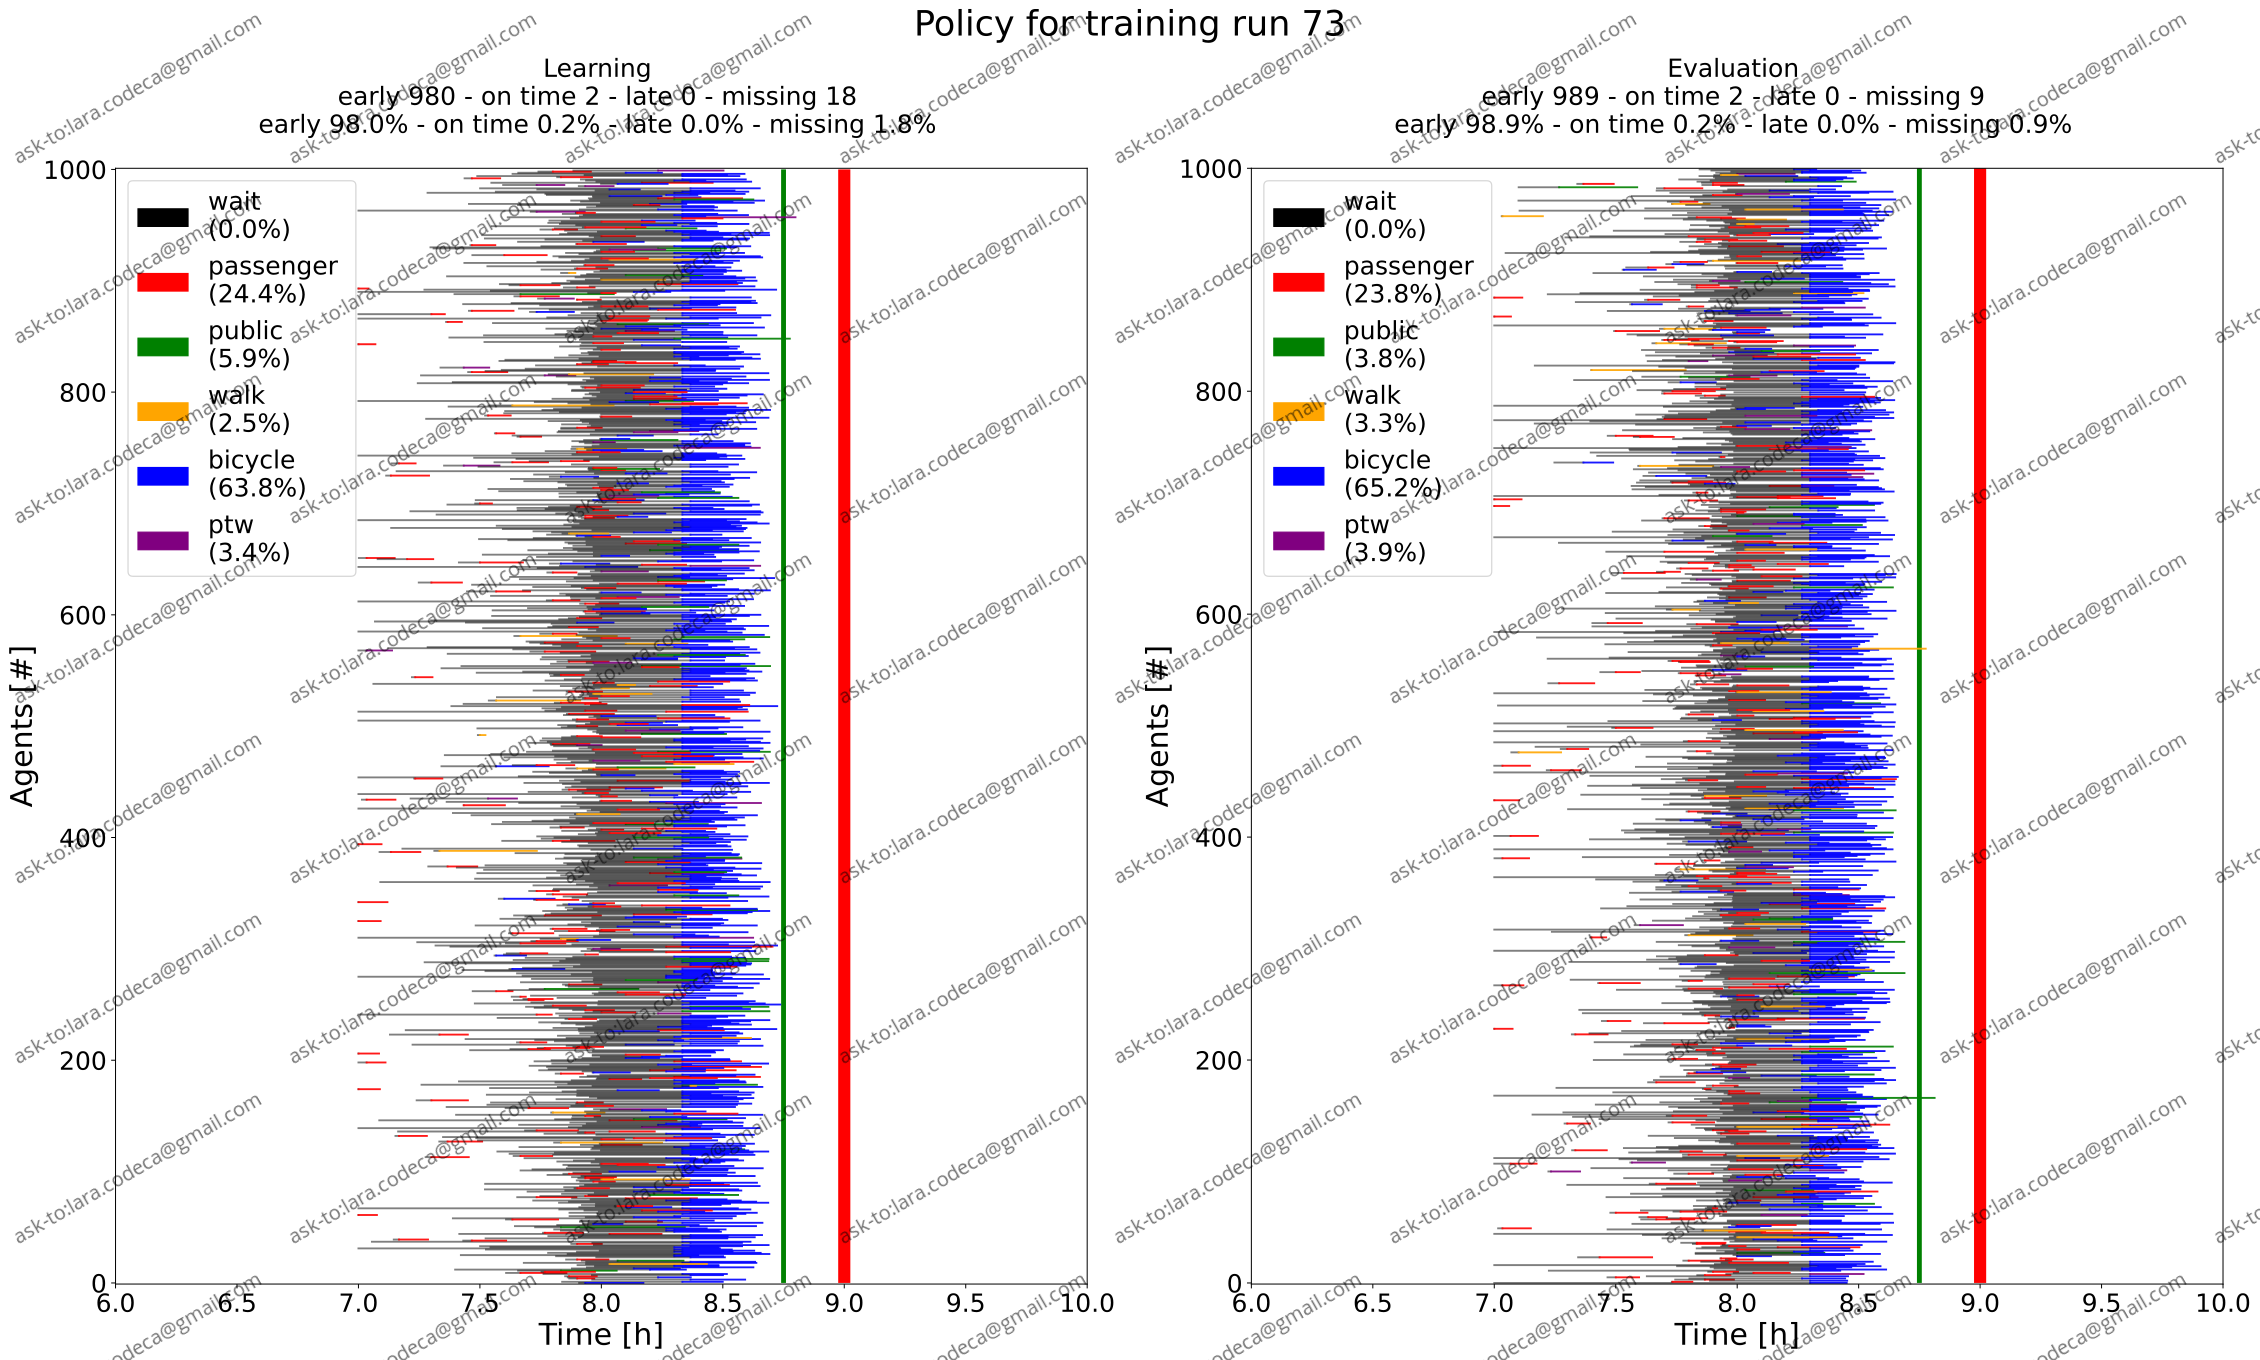 Policy for training run 73
Learning
early 980 - on time 2 - late 0 - missing 18
early 98.0% - on time 0.2% - late 0.0% - missing 1.8%
1000
800
600
400
200
0
Agents [#]
wait
(0.0%)
passenger
(24.4%)
public
(5.9%)
walk
(2.5%)
bicycle
(63.8%)
ptw
(3.4%)
6.0 6.5 7.0 7.5 8.0 8.5 9.0 9.5 10.0
Time [h]
Evaluation
early 989 - on time 2 - late 0 - missing 9
early 98.9% - on time 0.2% - late 0.0% - missing 0.9%
1000
800
600
400
200
0
Agents [#]
wait
(0.0%)
passenger
(23.8%)
public
(3.8%)
walk
(3.3%)
bicycle
(65.2%)
ptw
(3.9%)
6.0 6.5 7.0 7.5 8.0 8.5 9.0 9.5 10.0
Time [h]
ask-to:lara.codeca@gmail.com